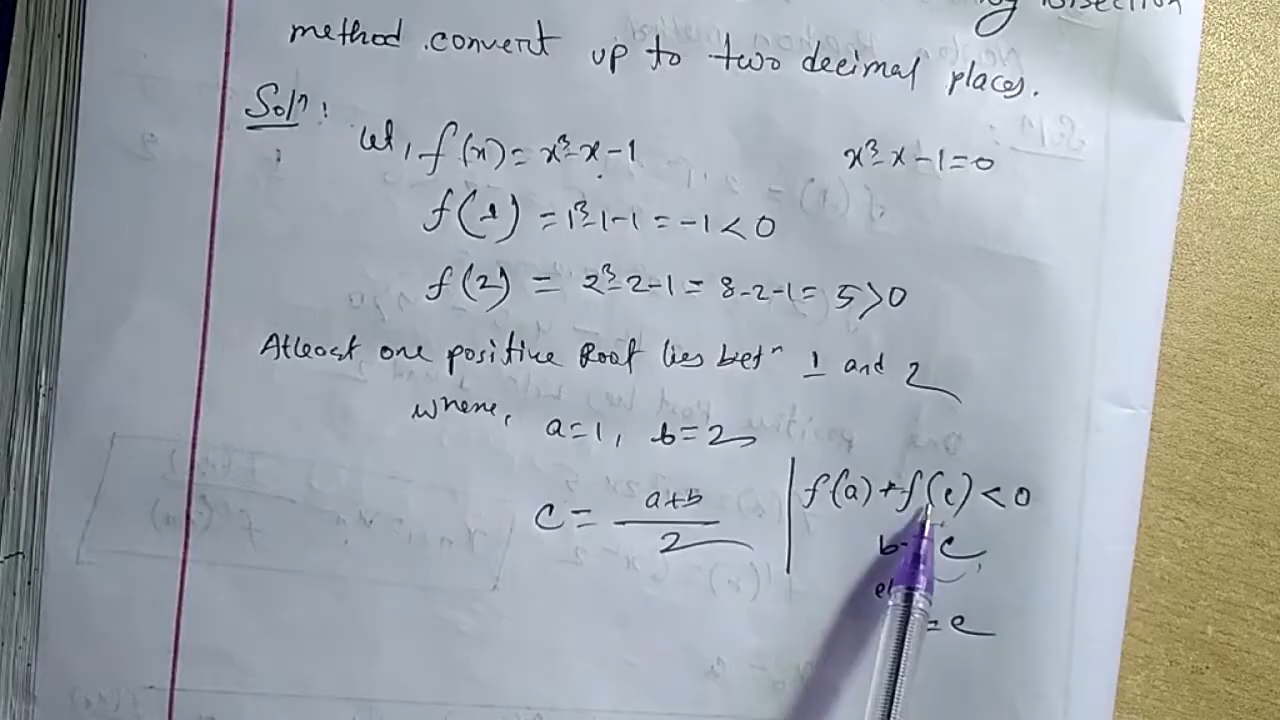 by Bisection
method convert up to two decimal places.
Solⁿ:
Let, f(x) = x³-x-1
x³-x-1=0
f(1) = 1³-1-1 = -1<0
f(2) = 2³-2-1 = 8-2-1 = 5>0
Atleast one positive Root lies betⁿ 1 and 2
where,
a=1, b=2
c = a+b / 2
f(a) * f(c) < 0
b= c
= c